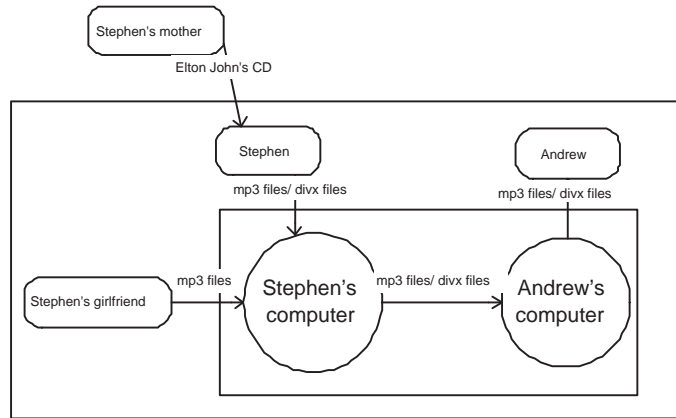 Stephen's mother
Elton John's CD
Stephen
Andrew
mp3 files/ divx files
mp3 files/ divx files
Stephen's girlfriend
mp3 files
Stephen's
computer
mp3 files/ divx files
Andrew's
computer